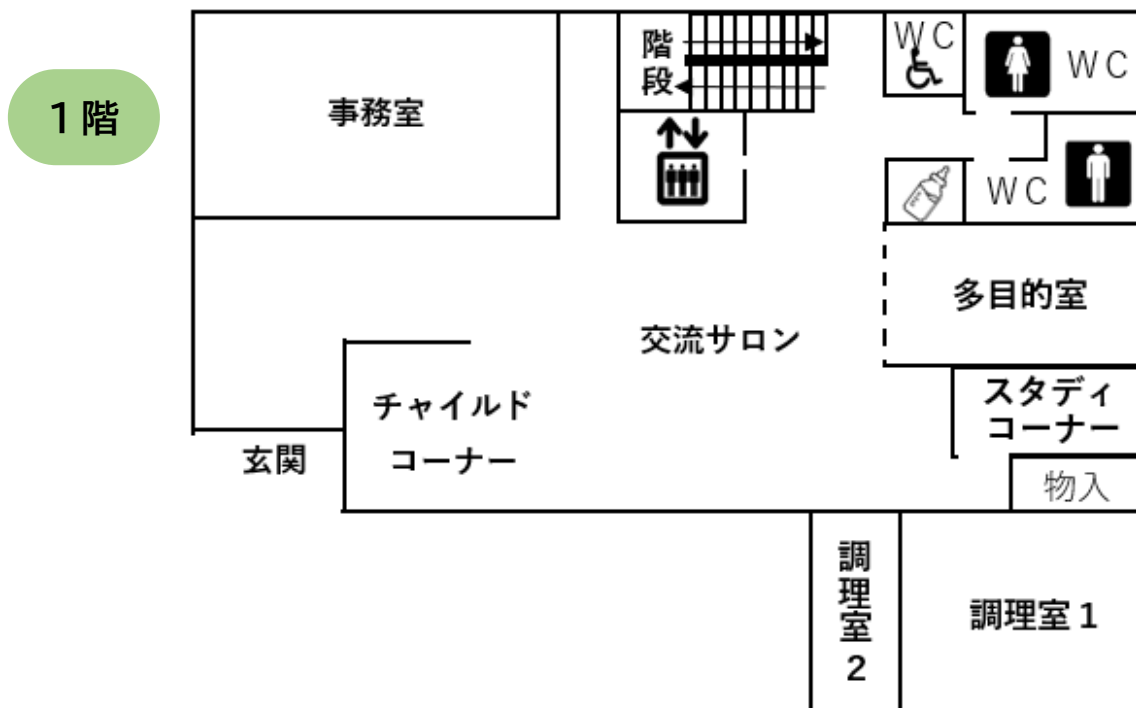 １階
事務室
階
段
ＷＣ
ＷＣ
ＷＣ
多目的室
交流サロン
スタディ
コーナー
チャイルド
コーナー
玄関
物入
調
理
室
2
調理室1